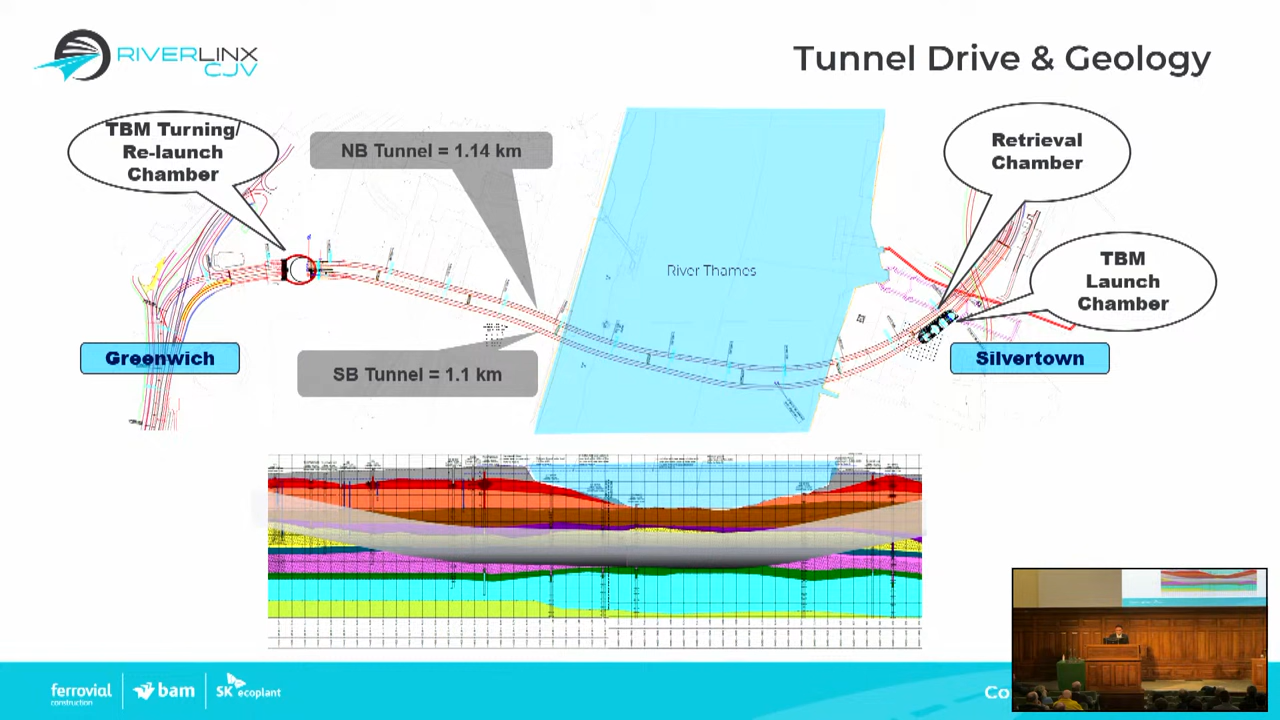 RIVERLINX
CJV
Tunnel Drive & Geology
TBM Turning/
Re-launch
Chamber
NB Tunnel = 1.14 km
Retrieval
Chamber
River Thames
TBM
Launch
Chamber
Greenwich
SB Tunnel = 1.1 km
Silvertown
ferrovial
construction
bam
SK ecoplant
Co